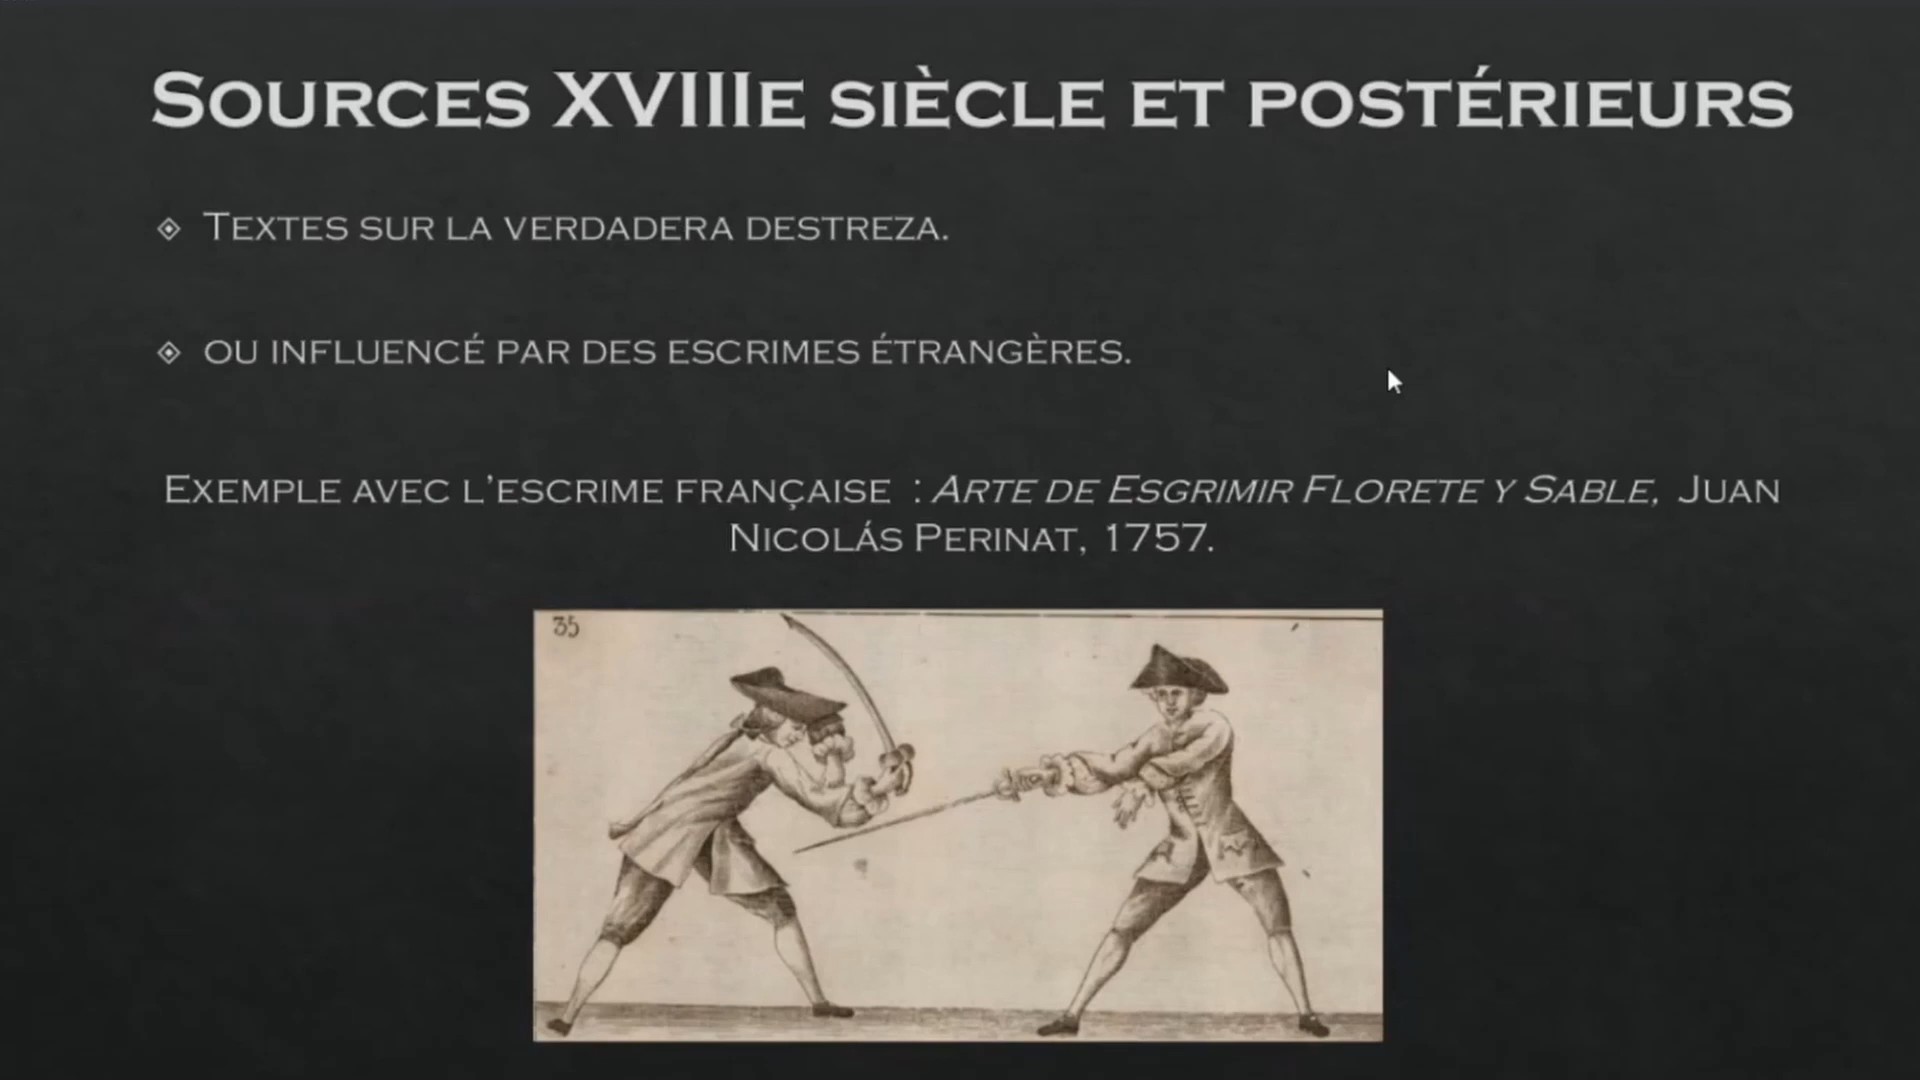 Sources XVIIIe siècle et postérieurs
Textes sur la verdadera destreza.
ou influencé par des escrimes étrangères.
Exemple avec l'escrime française : Arte de Esgrimir Florete y Sable, Juan
Nicolás Perinat, 1757.
35